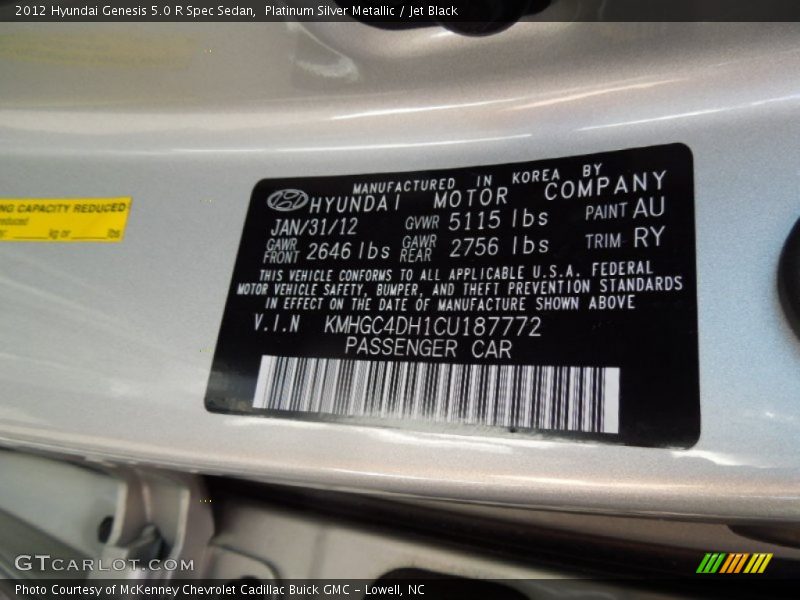 2012 Hyundai Genesis 5.0 R Spec Sedan,  Platinum Silver Metallic / Jet Black
NG CAPACITY REDUCED
reduced
kg or lbs
MANUFACTURED IN KOREA BY
HYUNDAI MOTOR COMPANY
JAN/31/12 GVWR 5115 lbs PAINT AU
GAWR FRONT 2646 lbs GAWR REAR 2756 lbs TRIM RY
THIS VEHICLE CONFORMS TO ALL APPLICABLE U.S.A. FEDERAL
MOTOR VEHICLE SAFETY, BUMPER, AND THEFT PREVENTION STANDARDS
IN EFFECT ON THE DATE OF MANUFACTURE SHOWN ABOVE
V.I.N KMHGC4DH1CU187772
PASSENGER CAR
GTCarLot.com
Photo Courtesy of McKenney Chevrolet Cadillac Buick GMC - Lowell, NC